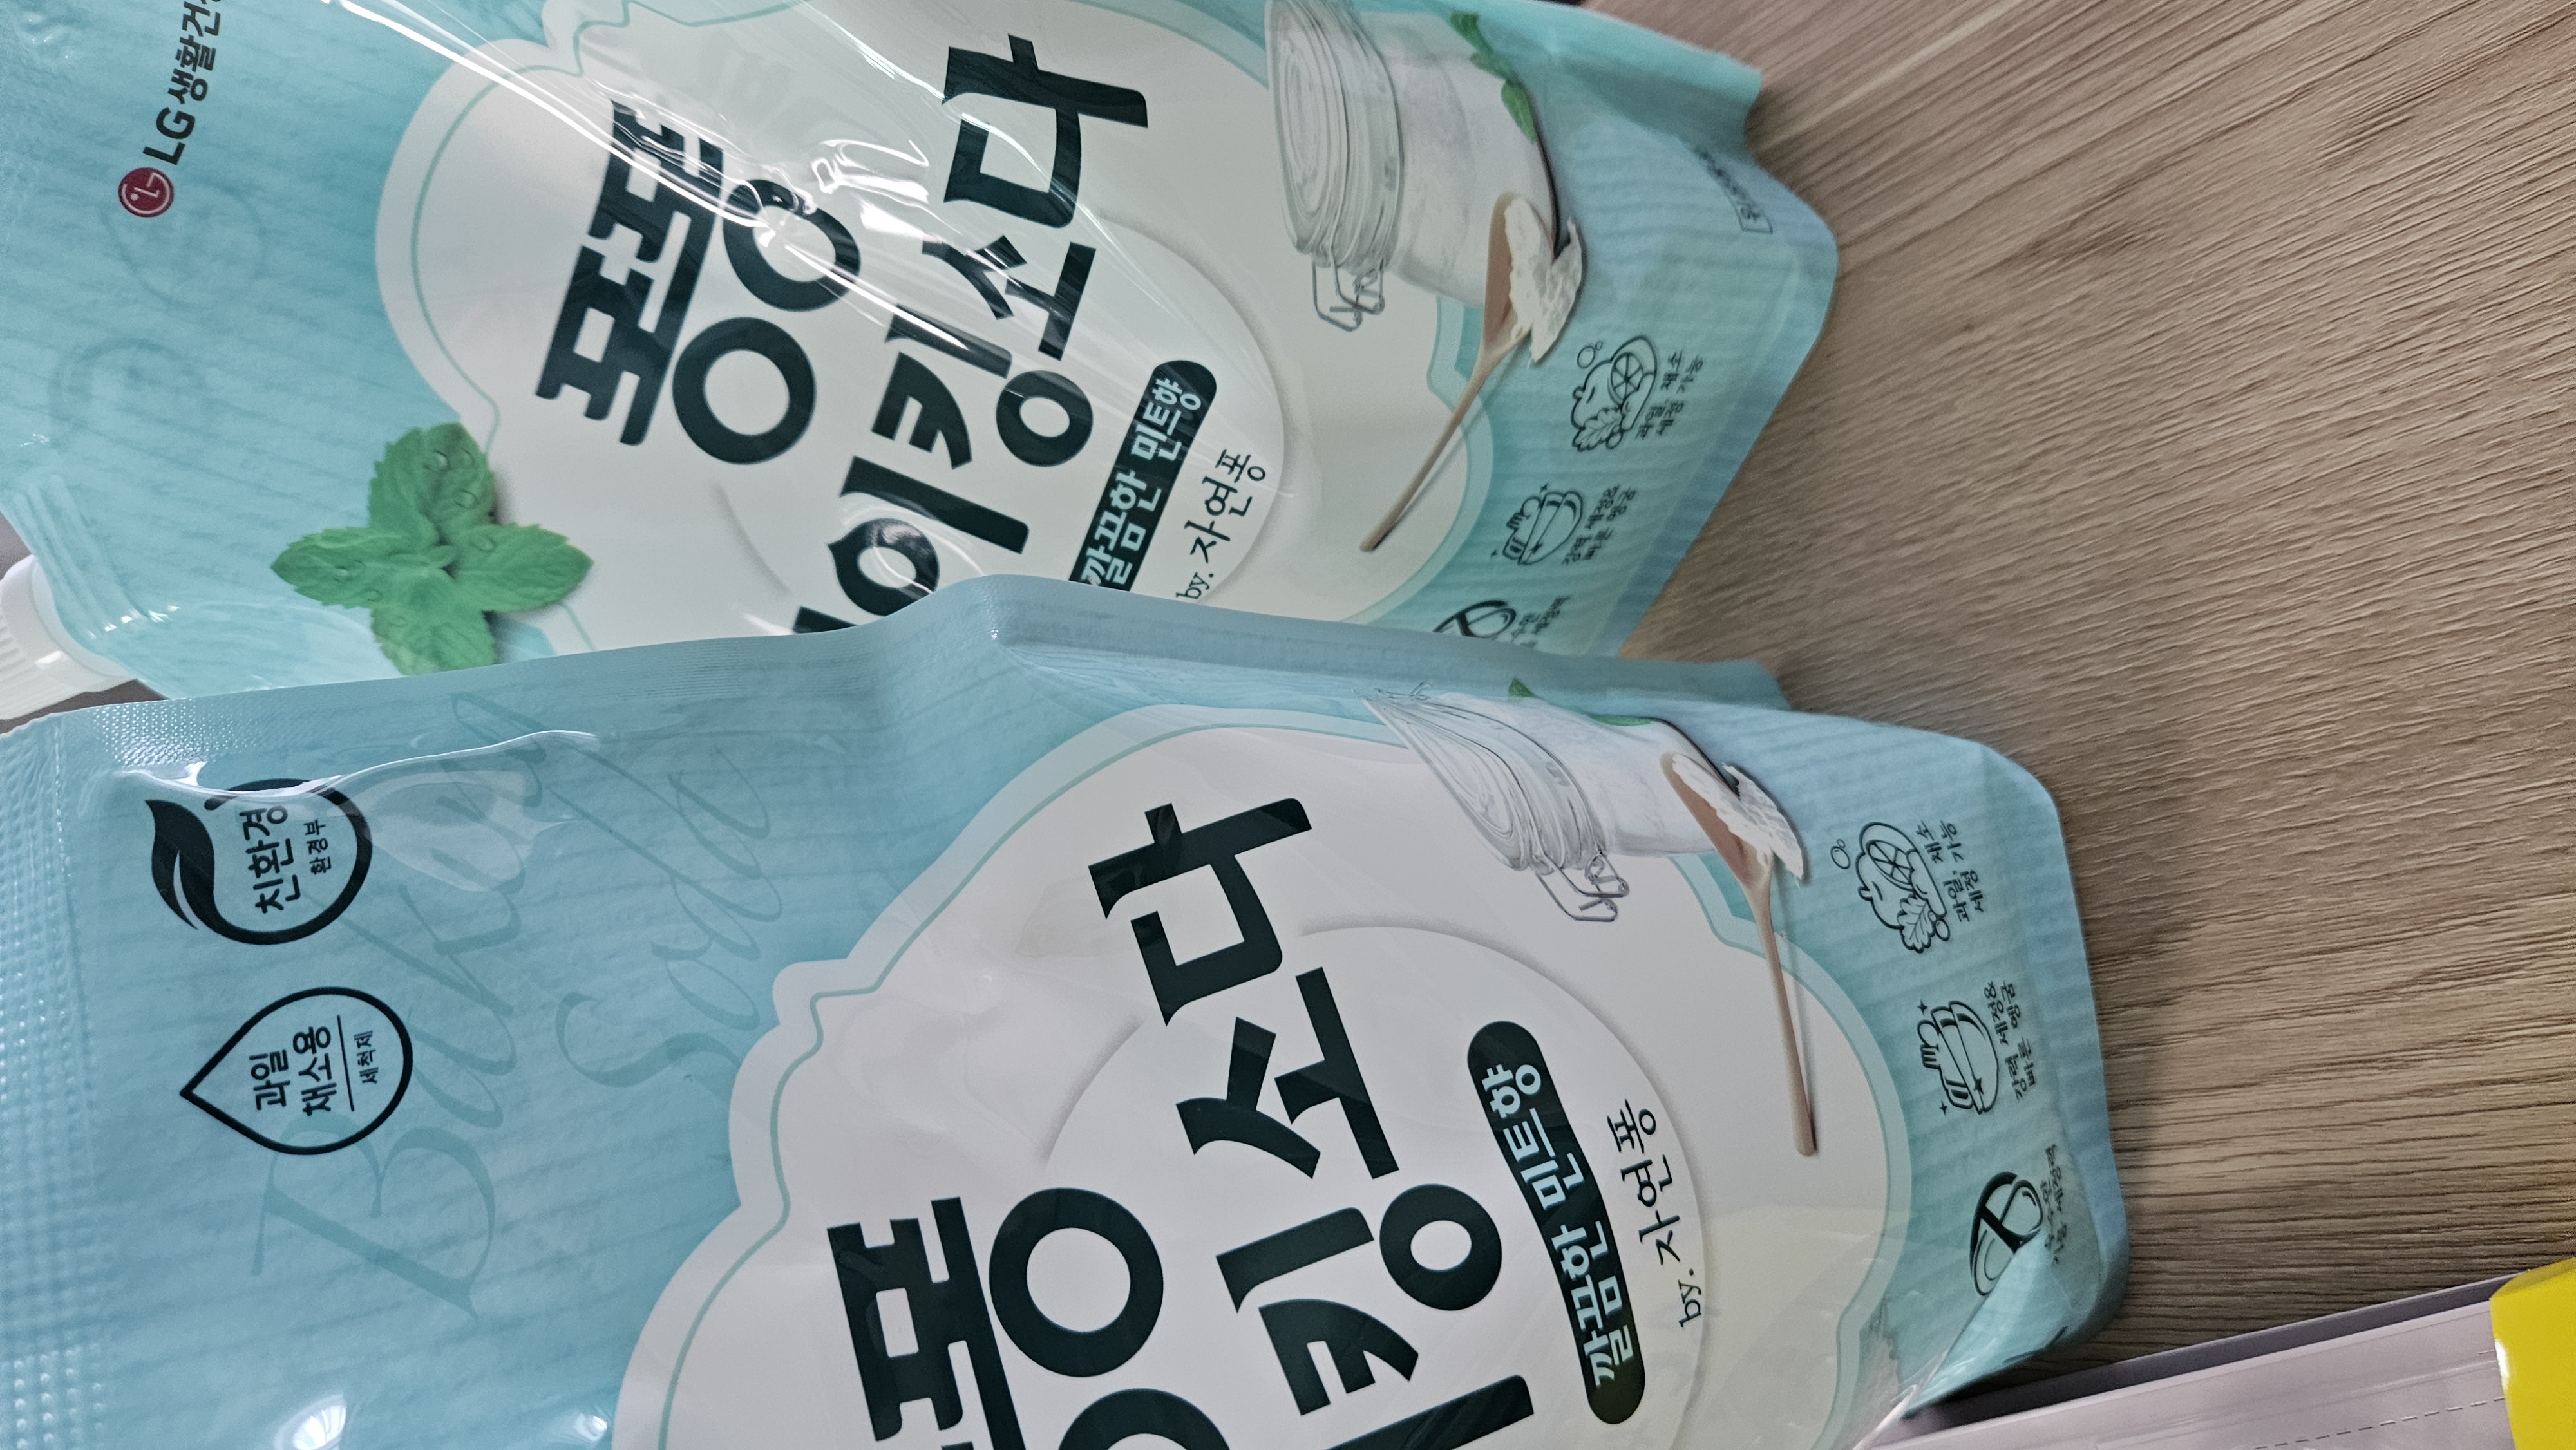 LG생활건강
퐁퐁
베이킹소다
깔끔한 민트향
by. 자연퐁
과일, 채소
세정 가능
강력 세정&
빠른 헹굼
친환경
환경부
과일
채소용
세척제
Baking
Soda
퐁퐁
이킹소다
깔끔한 민트향
by. 자연퐁
과일, 채소
세정 가능
강력 세정&
빠른 헹굼